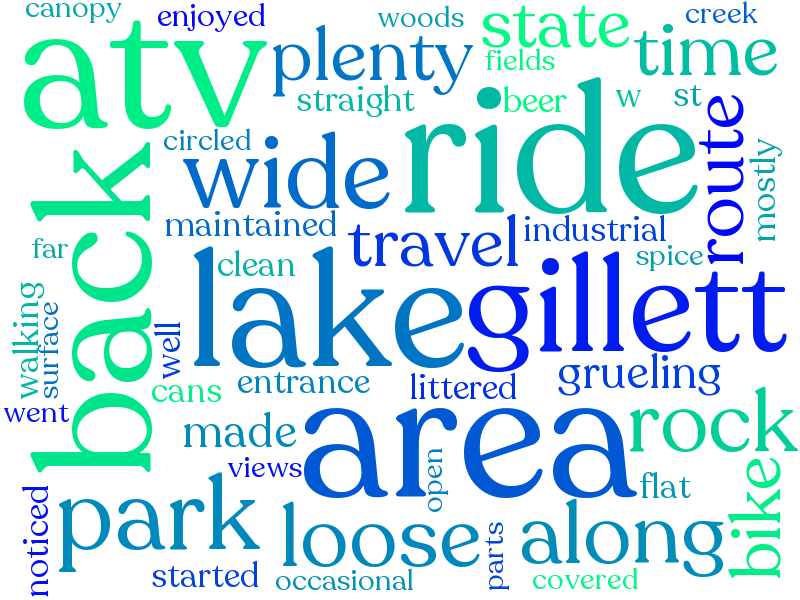 canopy
enjoyed
woods
creek
atv
plenty
state
time
fields
straight
beer
w
st
ride
route
circled
wide
back
mostly
maintained
travel
industrial
far
clean
lake
gillett
spice
walking
surface
well
cans
entrance
littered
grueling
went
made
area
rock
views
open
bike
flat
noticed
park
loose
parts
along
started
occasional
covered